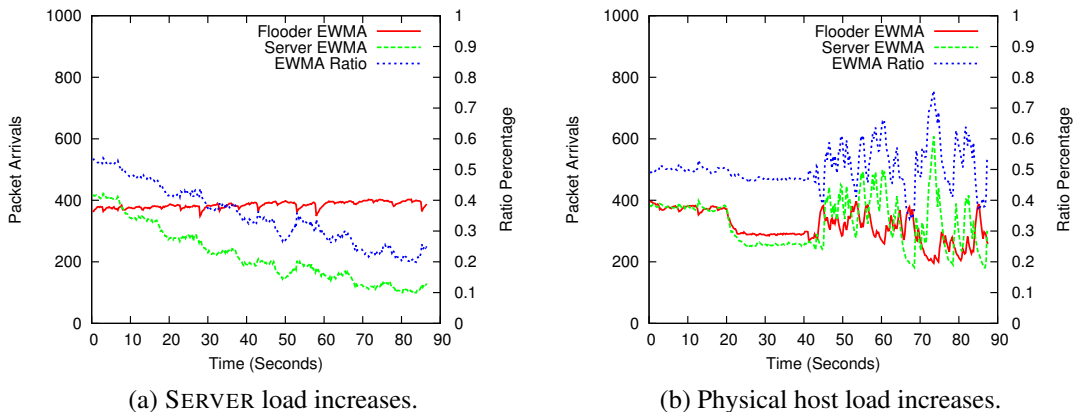 1000
800
600
400
200
0
Packet Arrivals
Flooder EWMA
Server EWMA
EWMA Ratio
1
0.9
0.8
0.7
0.6
0.5
0.4
0.3
0.2
0.1
0
Ratio Percentage
0 10 20 30 40 50 60 70 80 90
Time (Seconds)
(a) SERVER load increases.
1000
800
600
400
200
0
Packet Arrivals
Flooder EWMA
Server EWMA
EWMA Ratio
1
0.9
0.8
0.7
0.6
0.5
0.4
0.3
0.2
0.1
0
Ratio Percentage
0 10 20 30 40 50 60 70 80 90
Time (Seconds)
(b) Physical host load increases.